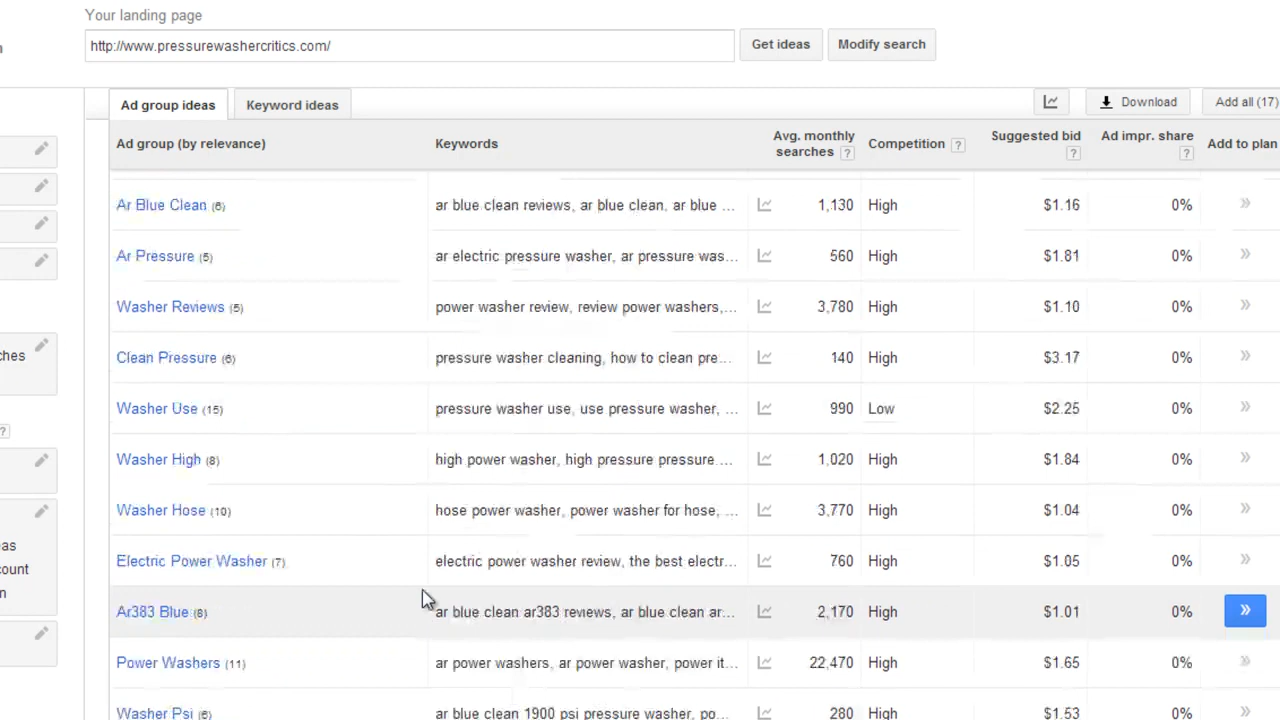 Your landing page
http://www.pressurewashercritics.com/ Get ideas Modify search
Ad group ideas Keyword ideas Download Add all (17)
Ad group (by relevance) Keywords Avg. monthly searches ? Competition ? Suggested bid ? Ad impr. share ? Add to plan
Ar Blue Clean (6) ar blue clean reviews, ar blue clean, ar blue ... 1,130 High $1.16 0% »
Ar Pressure (5) ar electric pressure washer, ar pressure was... 560 High $1.81 0% »
Washer Reviews (5) power washer review, review power washers,... 3,780 High $1.10 0% »
ches
Clean Pressure (6) pressure washer cleaning, how to clean pre... 140 High $3.17 0% »
Washer Use (15) pressure washer use, use pressure washer, ... 990 Low $2.25 0% »
?
Washer High (8) high power washer, high pressure pressure ... 1,020 High $1.84 0% »
Washer Hose (10) hose power washer, power washer for hose, ... 3,770 High $1.04 0% »
eas
Electric Power Washer (7) electric power washer review, the best electr... 760 High $1.05 0% »
count
n
Ar383 Blue (8) ar blue clean ar383 reviews, ar blue clean ar... 2,170 High $1.01 0% »
Power Washers (11) ar power washers, ar power washer, power it... 22,470 High $1.65 0% »
Washer Psi (6) ar blue clean 1900 psi pressure washer, po... 280 High $1.53 0% »